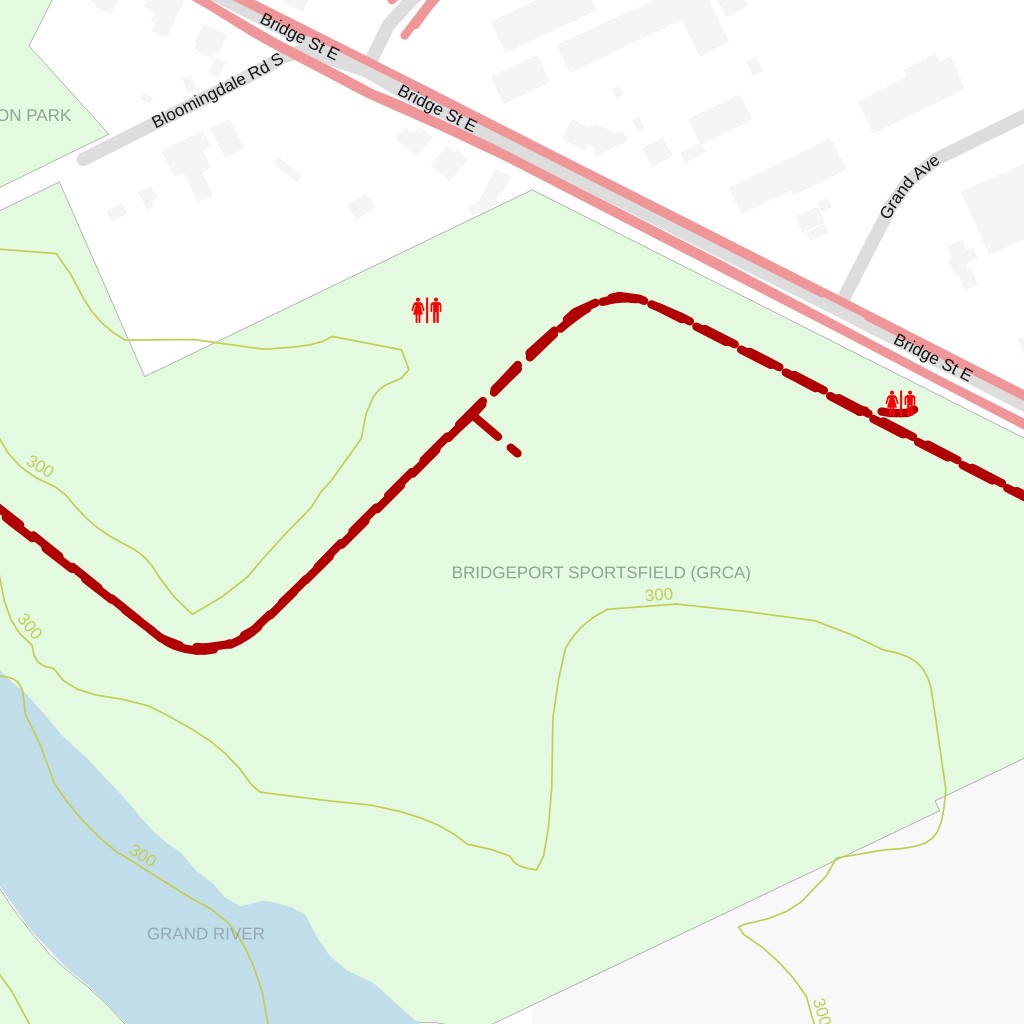 Bridge St E
Bloomingdale Rd S
Bridge St E
ON PARK
Grand Ave
Bridge St E
300
BRIDGEPORT SPORTSFIELD (GRCA)
300
300
300
GRAND RIVER
300